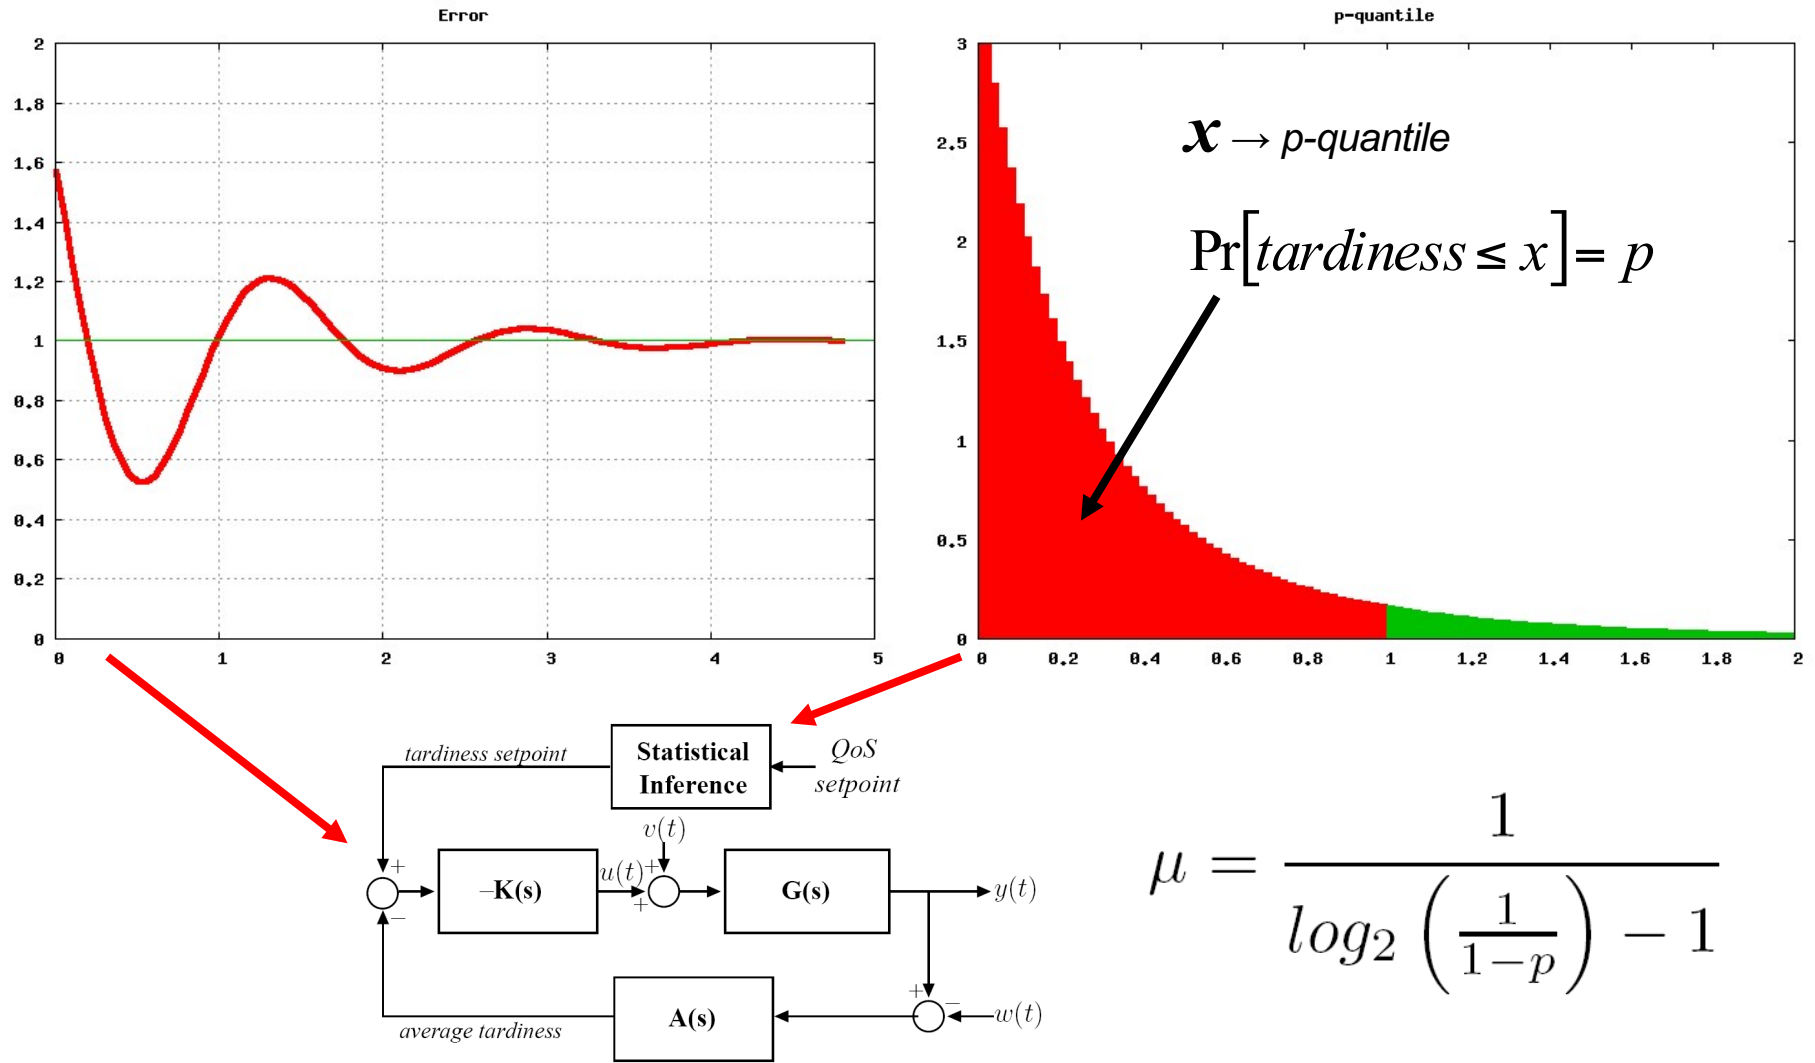 Error
2
1.8
1.6
1.4
1.2
1
0.8
0.6
0.4
0.2
0
0 1 2 3 4 5
p-quantile
3
2.5
2
1.5
1
0.5
0
0 0.2 0.4 0.6 0.8 1 1.2 1.4 1.6 1.8 2
x → p-quantile
Pr[tardiness ≤ x] = p
tardiness setpoint
Statistical
Inference
QoS
setpoint
v(t)
+
−
–K(s)
u(t)
+
+
G(s)
y(t)
+
−
w(t)
A(s)
average tardiness
μ = 1 / (log₂ (1 / (1−p)) − 1)